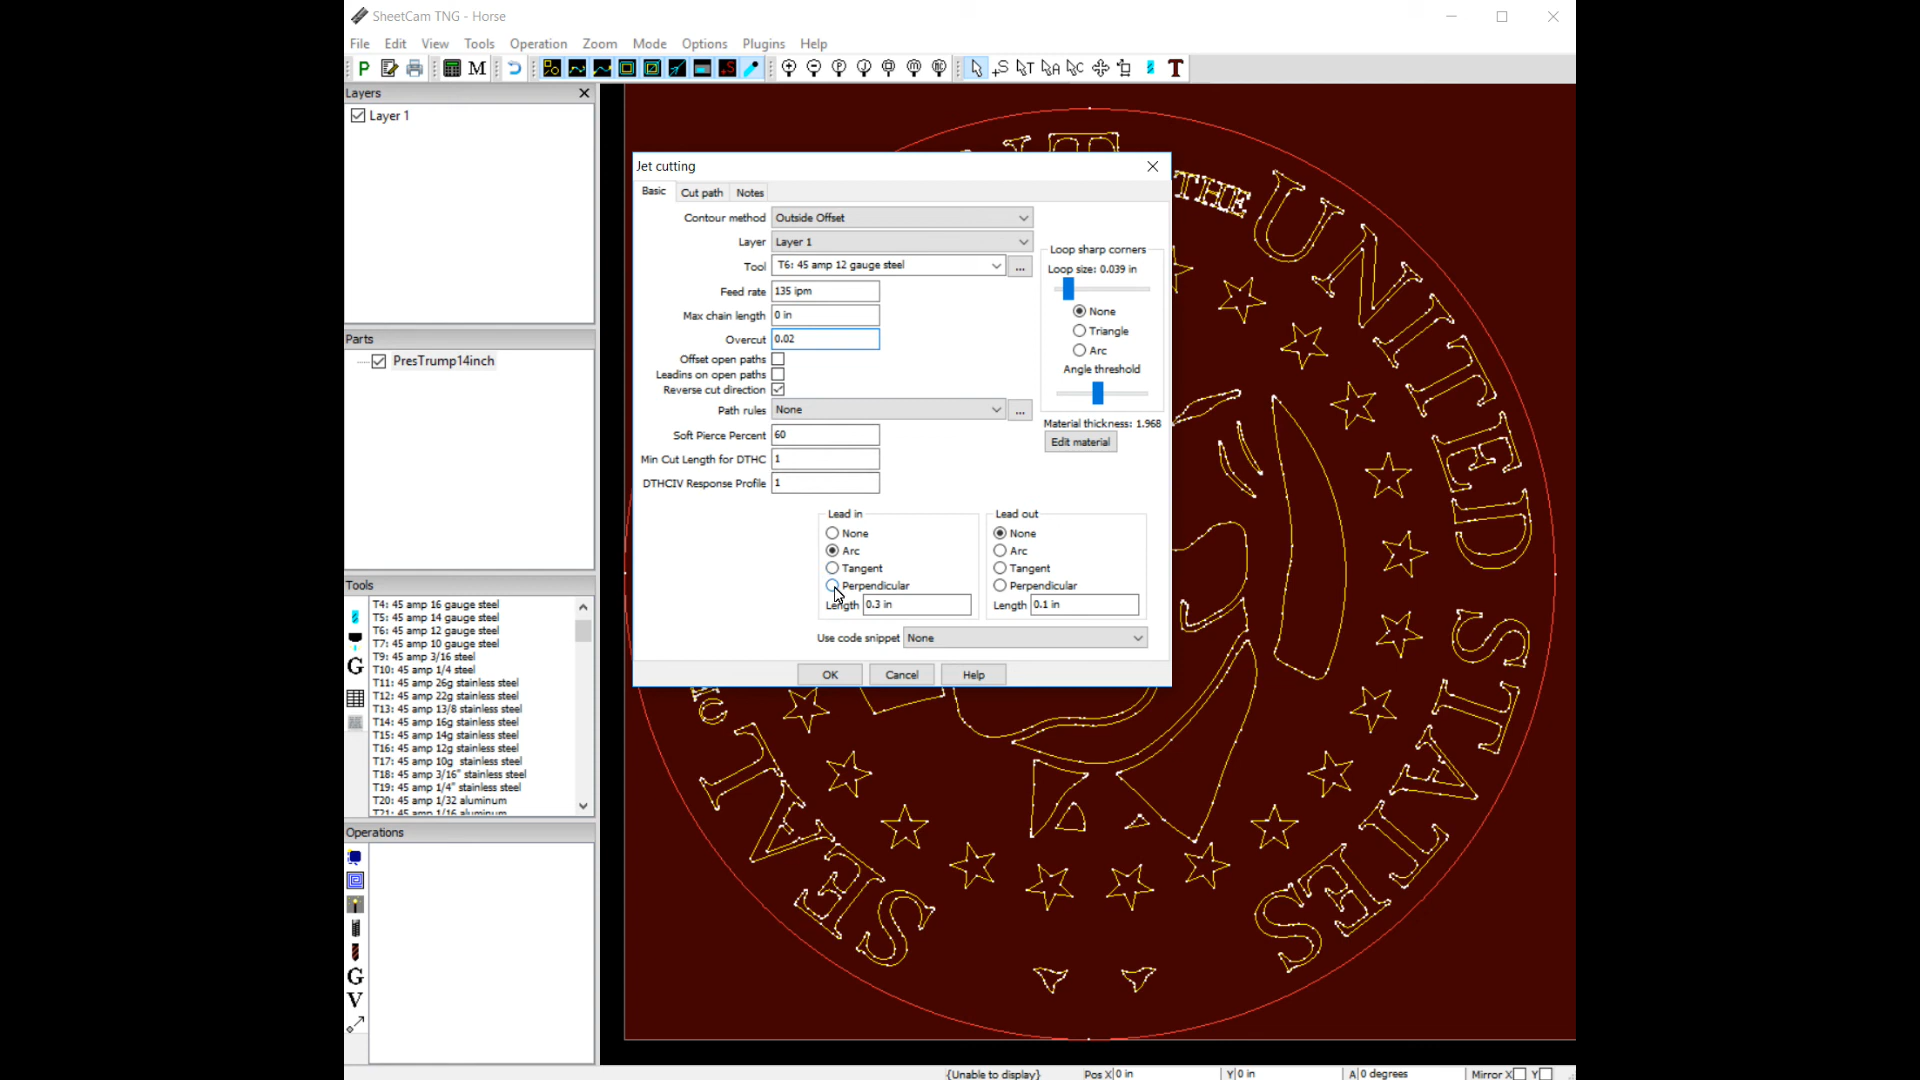 SheetCam TNG - Horse
File Edit View Tools Operation Zoom Mode Options Plugins Help
P M S T A C T
Layers
Layer 1
Parts
PresTrump14inch
Tools
T4: 45 amp 16 gauge steel
T5: 45 amp 14 gauge steel
T6: 45 amp 12 gauge steel
T7: 45 amp 10 gauge steel
T9: 45 amp 3/16 steel
T10: 45 amp 1/4 steel
T11: 45 amp 26g stainless steel
T12: 45 amp 22g stainless steel
T13: 45 amp 13/8 stainless steel
T14: 45 amp 16g stainless steel
T15: 45 amp 14g stainless steel
T16: 45 amp 12g stainless steel
T17: 45 amp 10g stainless steel
T18: 45 amp 3/16" stainless steel
T19: 45 amp 1/4" stainless steel
T20: 45 amp 1/32 aluminum
T21: 45 amp 1/16 aluminum
Operations
G
V
Jet cutting
Basic Cut path Notes
Contour method Outside Offset
Layer Layer 1
Tool T6: 45 amp 12 gauge steel ...
Feed rate 135 ipm
Max chain length 0 in
Overcut 0.02
Offset open paths
Leadins on open paths
Reverse cut direction
Path rules None ...
Soft Pierce Percent 60
Min Cut Length for DTHC 1
DTHCIV Response Profile 1
Loop sharp corners
Loop size: 0.039 in
None
Triangle
Arc
Angle threshold
Material thickness: 1.968
Edit material
Lead in
None
Arc
Tangent
Perpendicular
Length 0.3 in
Lead out
None
Arc
Tangent
Perpendicular
Length 0.1 in
Use code snippet None
OK Cancel Help
THE UNITED STATES
SEAL
{Unable to display} Pos X 0 in Y 0 in A 0 degrees Mirror X Y